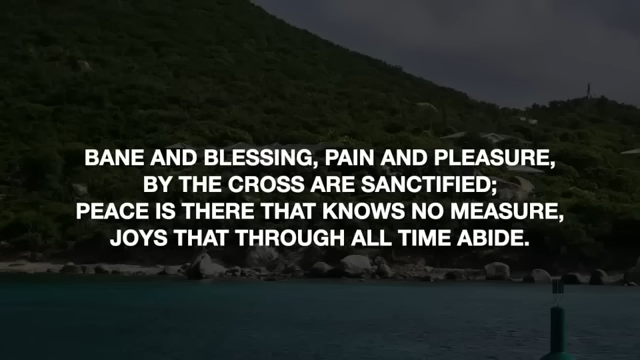 BANE AND BLESSING, PAIN AND PLEASURE,
BY THE CROSS ARE SANCTIFIED;
PEACE IS THERE THAT KNOWS NO MEASURE,
JOYS THAT THROUGH ALL TIME ABIDE.